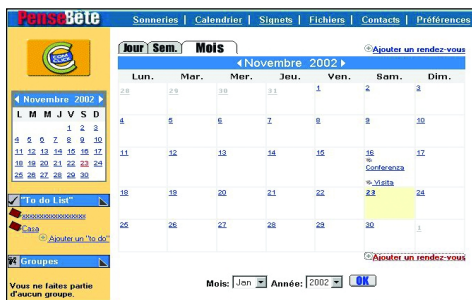 PenseBête
Sonneries | Calendrier | Signets | Fichiers | Contacts | Préférences
Jour Sem. Mois
Ajouter un rendez-vous
Novembre 2002
Lun. Mar. Mer. Jeu. Ven. Sam. Dim.
28 29 30 31 1 2 3
4 5 6 7 8 9 10
11 12 13 14 15 16 17
Conferenza
Visita
18 19 20 21 22 23 24
25 26 27 28 29 30 1
Ajouter un rendez-vous
Mois: Jan Année: 2002 OK
Novembre 2002
L M M J V S D
1 2 3
4 5 6 7 8 9 10
11 12 13 14 15 16 17
18 19 20 21 22 23 24
25 26 27 28 29 30
"To do List"
xxxxxxxxxxxxxxxxx
Casa
Ajouter un "to do"
Groupes
Vous ne faites partie
d'aucun groupe.